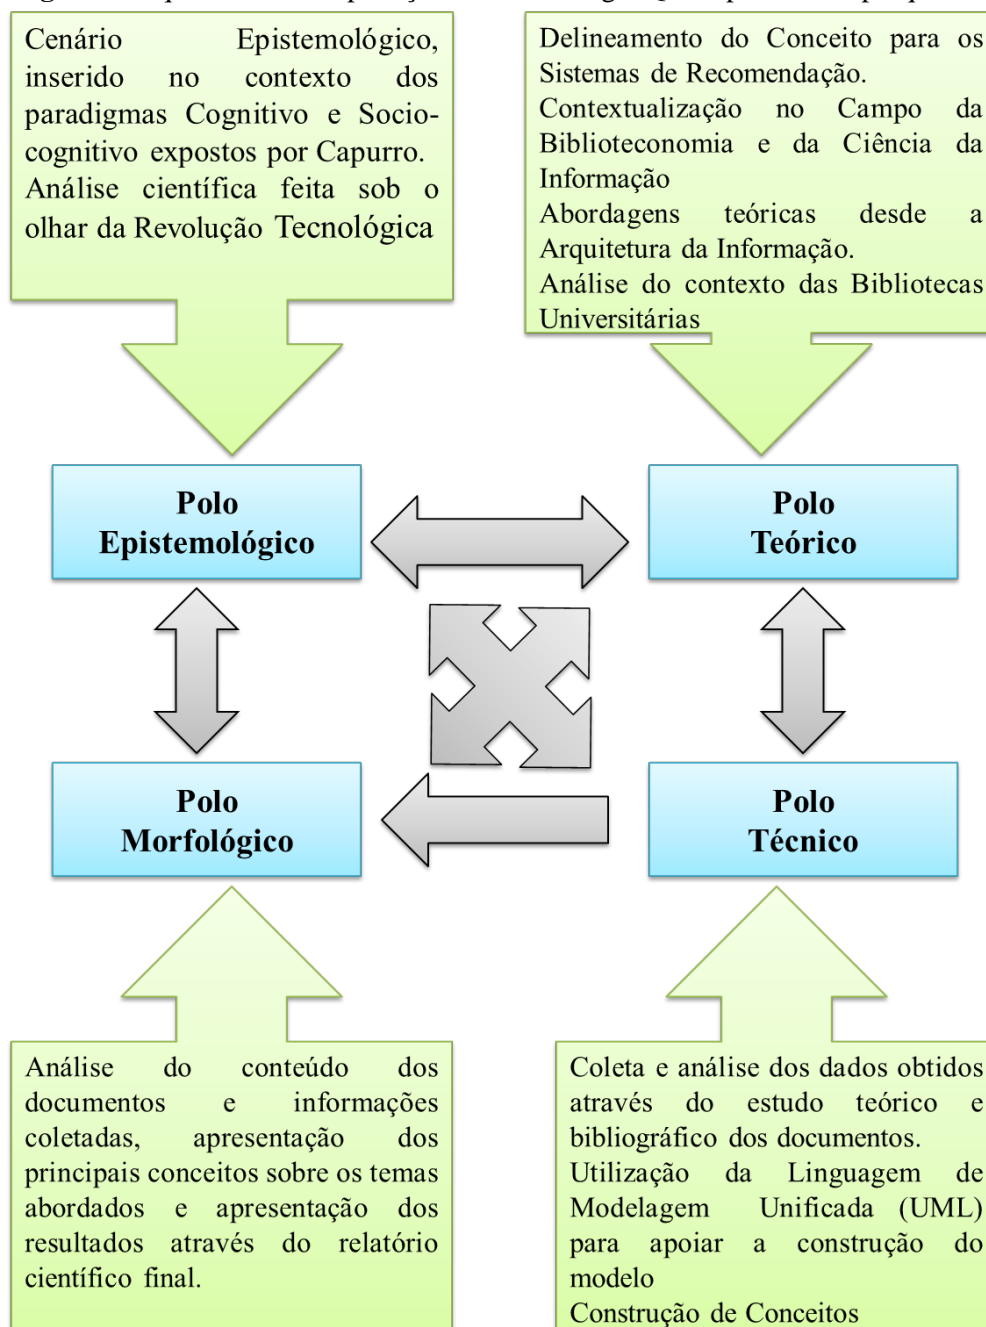 Cenário Epistemológico,
inserido no contexto dos
paradigmas Cognitivo e Socio-
cognitivo expostos por Capurro.
Análise científica feita sob o
olhar da Revolução Tecnológica
Delineamento do Conceito para os
Sistemas de Recomendação.
Contextualização no Campo da
Biblioteconomia e da Ciência da
Informação
Abordagens teóricas desde a
Arquitetura da Informação.
Análise do contexto das Bibliotecas
Universitárias
Polo
Epistemológico
Polo
Teórico
Polo
Morfológico
Polo
Técnico
Análise do conteúdo dos
documentos e informações
coletadas, apresentação dos
principais conceitos sobre os temas
abordados e apresentação dos
resultados através do relatório
científico final.
Coleta e análise dos dados obtidos
através do estudo teórico e
bibliográfico dos documentos.
Utilização da Linguagem de
Modelagem Unificada (UML)
para apoiar a construção do
modelo
Construção de Conceitos